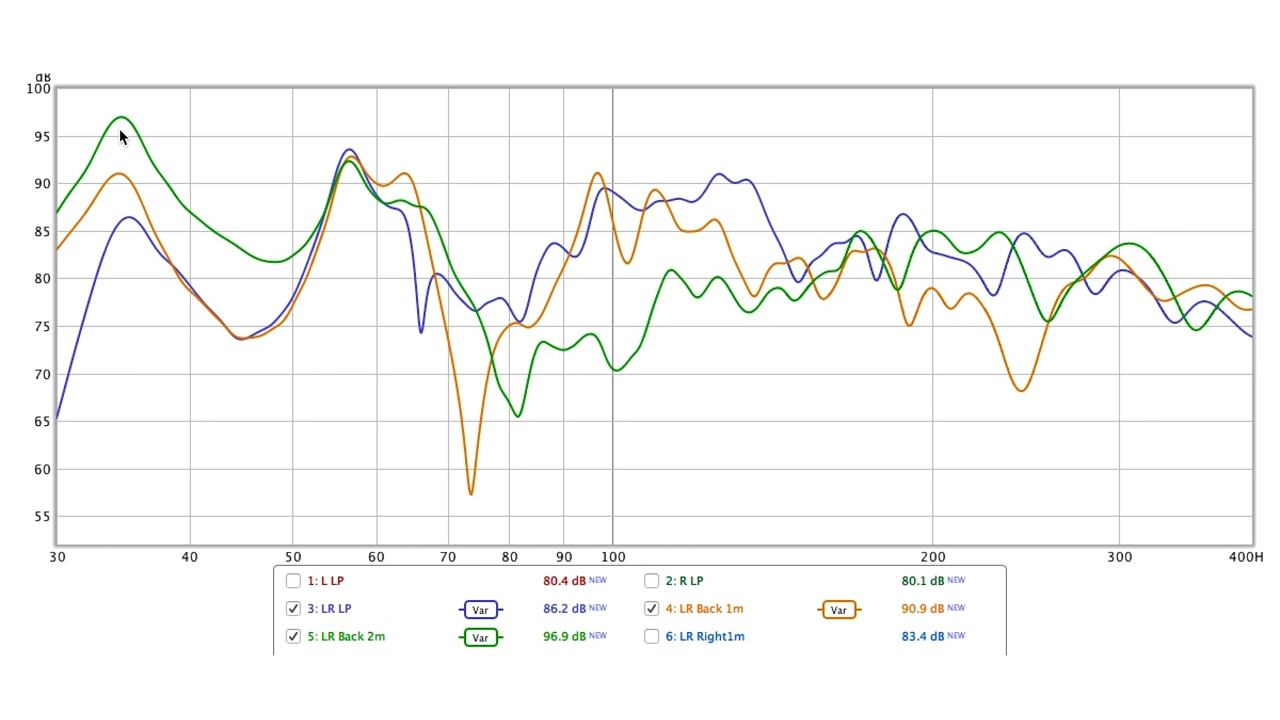 dB
100
95
90
85
80
75
70
65
60
55
30 40 50 60 70 80 90 100 200 300 400H
1: L LP 80.4 dB NEW 2: R LP 80.1 dB NEW
3: LR LP Var 86.2 dB NEW 4: LR Back 1m Var 90.9 dB NEW
5: LR Back 2m Var 96.9 dB NEW 6: LR Right1m 83.4 dB NEW